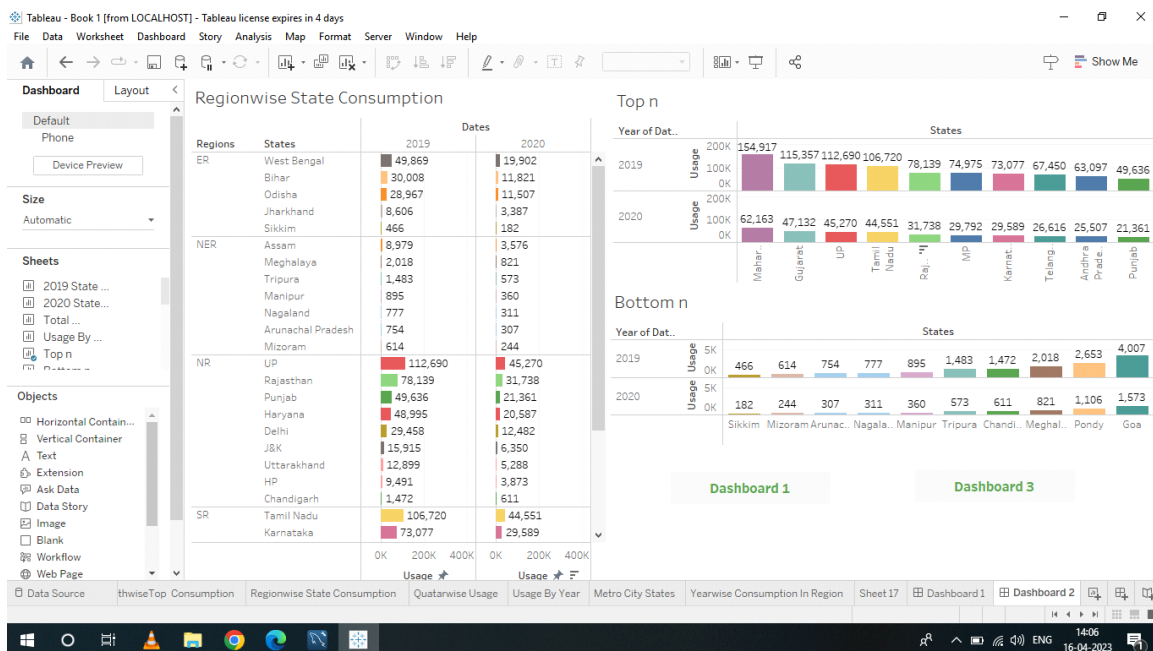 Tableau - Book 1 [from LOCALHOST] - Tableau license expires in 4 days
File Data Worksheet Dashboard Story Analysis Map Format Server Window Help
Show Me
Dashboard Layout
Default
Phone
Device Preview
Size
Automatic
Sheets
2019 State ...
2020 State...
Total ...
Usage By ...
Top n
Objects
Horizontal Contain...
Vertical Container
Text
Extension
Ask Data
Data Story
Image
Blank
Workflow
Web Page
Regionwise State Consumption
Dates
Regions States 2019 2020
ER West Bengal 49,869 19,902
Bihar 30,008 11,821
Odisha 28,967 11,507
Jharkhand 8,606 3,387
Sikkim 466 182
NER Assam 8,979 3,576
Meghalaya 2,018 821
Tripura 1,483 573
Manipur 895 360
Nagaland 777 311
Arunachal Pradesh 754 307
Mizoram 614 244
NR UP 112,690 45,270
Rajasthan 78,139 31,738
Punjab 49,636 21,361
Haryana 48,995 20,587
Delhi 29,458 12,482
J&K 15,915 6,350
Uttarakhand 12,899 5,288
HP 9,491 3,873
Chandigarh 1,472 611
SR Tamil Nadu 106,720 44,551
Karnataka 73,077 29,589
0K 200K 400K 0K 200K 400K
Usage Usage
Top n
Year of Dat.. States
2019 Usage 200K 100K 0K 154,917 115,357 112,690 106,720 78,139 74,975 73,077 67,450 63,097 49,636
2020 Usage 200K 100K 0K 62,163 47,132 45,270 44,551 31,738 29,792 29,589 26,616 25,507 21,361
Mahar.. Gujarat UP Tamil Nadu Raj.. MP Karnat.. Telang.. Andhra Prade.. Punjab
Bottom n
Year of Dat.. States
2019 Usage 5K 0K 466 614 754 777 895 1,483 1,472 2,018 2,653 4,007
2020 Usage 5K 0K 182 244 307 311 360 573 611 821 1,106 1,573
Sikkim Mizoram Arunac.. Nagala.. Manipur Tripura Chandi.. Meghal.. Pondy Goa
Dashboard 1 Dashboard 3
Data Source thwiseTop Consumption Regionwise State Consumption Quatarwise Usage Usage By Year Metro City States Yearwise Consumption In Region Sheet 17 Dashboard 1 Dashboard 2
ENG
14:06
16-04-2023
1